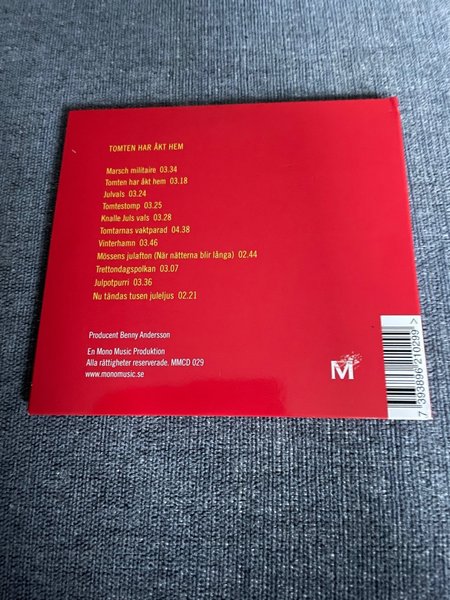 TOMTEN HAR ÅKT HEM
Marsch militaire 03.34
Tomten har åkt hem 03.18
Julvals 03.24
Tomtestomp 03.25
Knalle Juls vals 03.28
Tomtarnas vaktparad 04.38
Vinterhamn 03.46
Mössens julafton (När nätterna blir långa) 02.44
Trettondagspolkan 03.07
Julpotpurri 03.36
Nu tändas tusen juleljus 02.21
Producent Benny Andersson
En Mono Music Produktion
Alla rättigheter reserverade. MMCD 029
www.monomusic.se
M
7 393896 210299 >